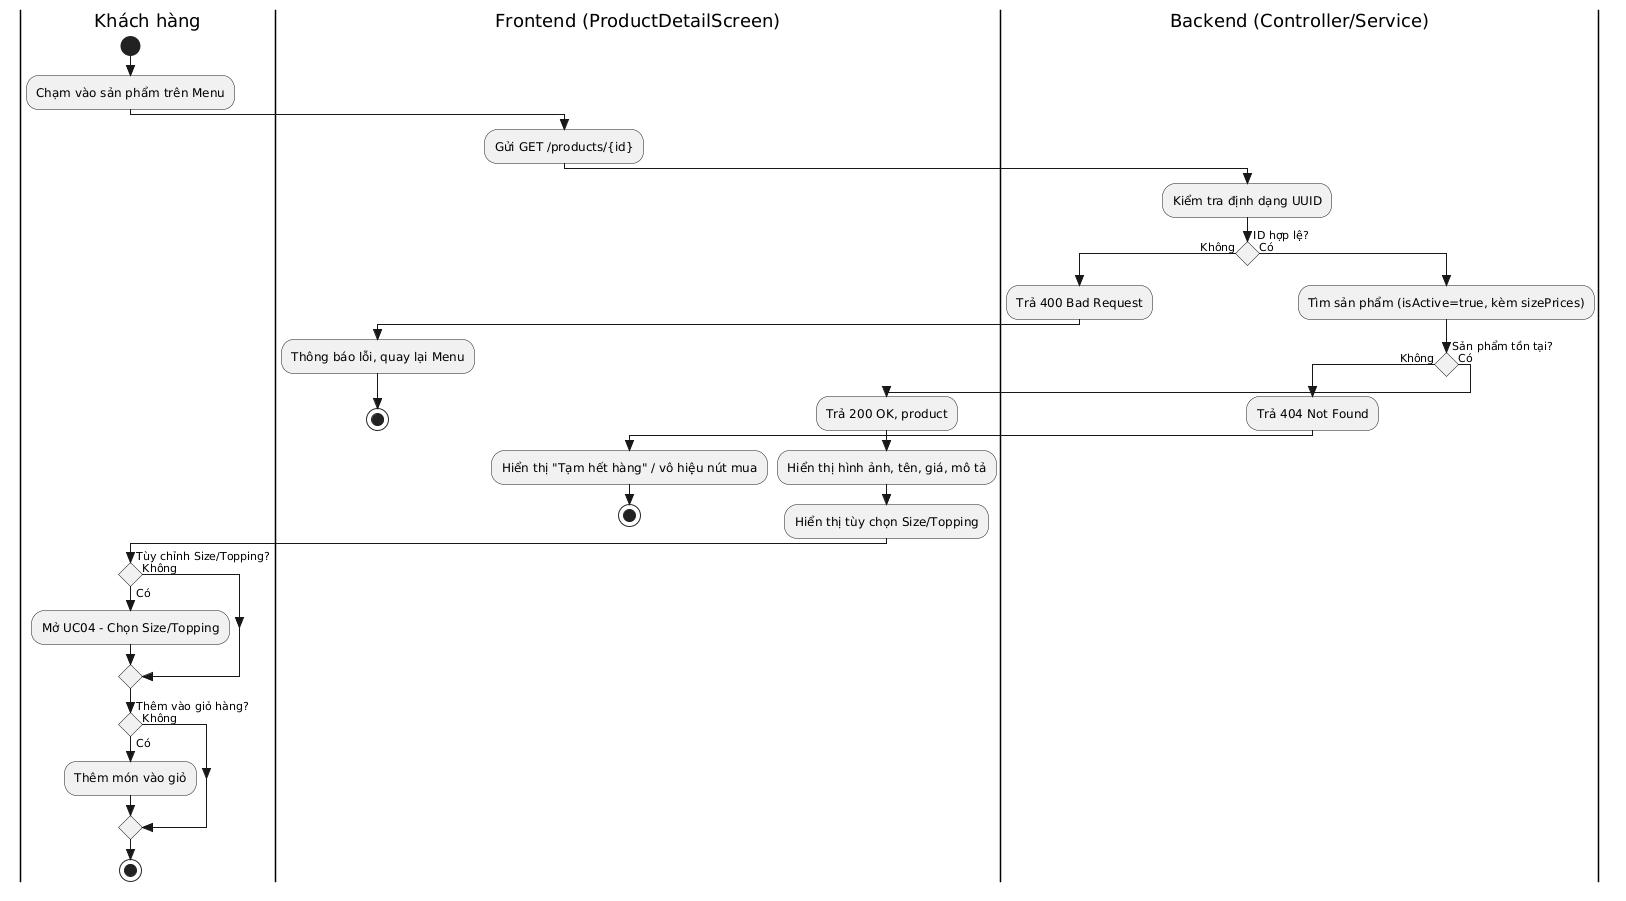 Khách hàng
Frontend (ProductDetailScreen)
Backend (Controller/Service)
Chạm vào sản phẩm trên Menu
Gửi GET /products/{id}
Kiểm tra định dạng UUID
ID hợp lệ?
Không
Có
Trả 400 Bad Request
Tìm sản phẩm (isActive=true, kèm sizePrices)
Thông báo lỗi, quay lại Menu
Sản phẩm tồn tại?
Không
Có
Trả 200 OK, product
Trả 404 Not Found
Hiển thị "Tạm hết hàng" / vô hiệu nút mua
Hiển thị hình ảnh, tên, giá, mô tả
Hiển thị tùy chọn Size/Topping
Tùy chỉnh Size/Topping?
Không
Có
Mở UC04 - Chọn Size/Topping
Thêm vào giỏ hàng?
Không
Có
Thêm món vào giỏ